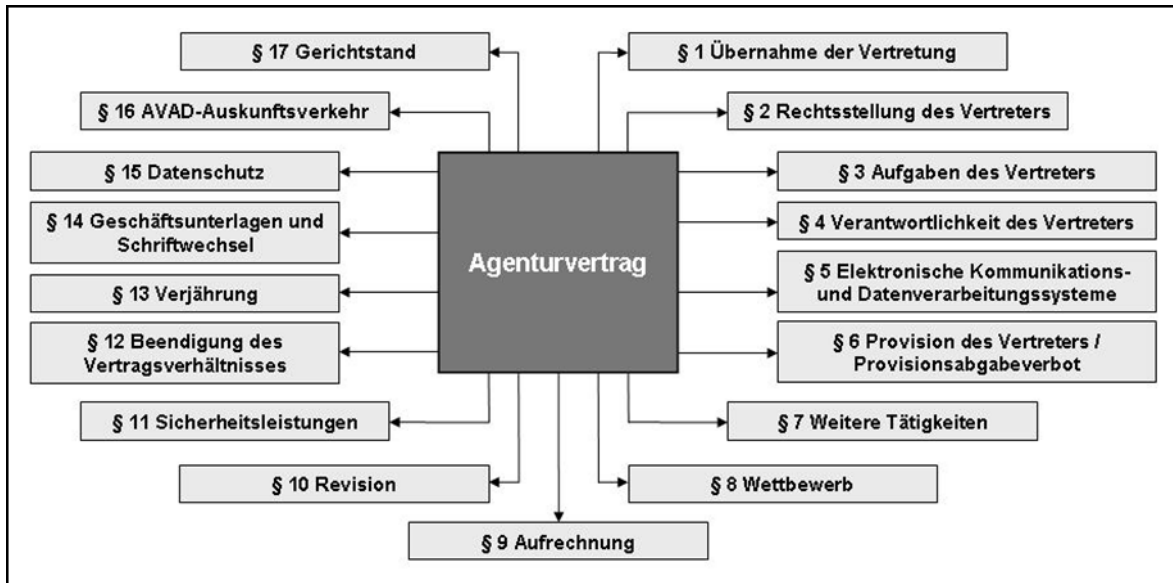 § 17 Gerichtstand
§ 1 Übernahme der Vertretung
§ 16 AVAD-Auskunftsverkehr
§ 2 Rechtsstellung des Vertreters
§ 15 Datenschutz
§ 3 Aufgaben des Vertreters
§ 14 Geschäftsunterlagen und
Schriftwechsel
§ 4 Verantwortlichkeit des Vertreters
Agenturvertrag
§ 13 Verjährung
§ 5 Elektronische Kommunikations-
und Datenverarbeitungssysteme
§ 12 Beendigung des
Vertragsverhältnisses
§ 6 Provision des Vertreters /
Provisionsabgabeverbot
§ 11 Sicherheitsleistungen
§ 7 Weitere Tätigkeiten
§ 10 Revision
§ 8 Wettbewerb
§ 9 Aufrechnung